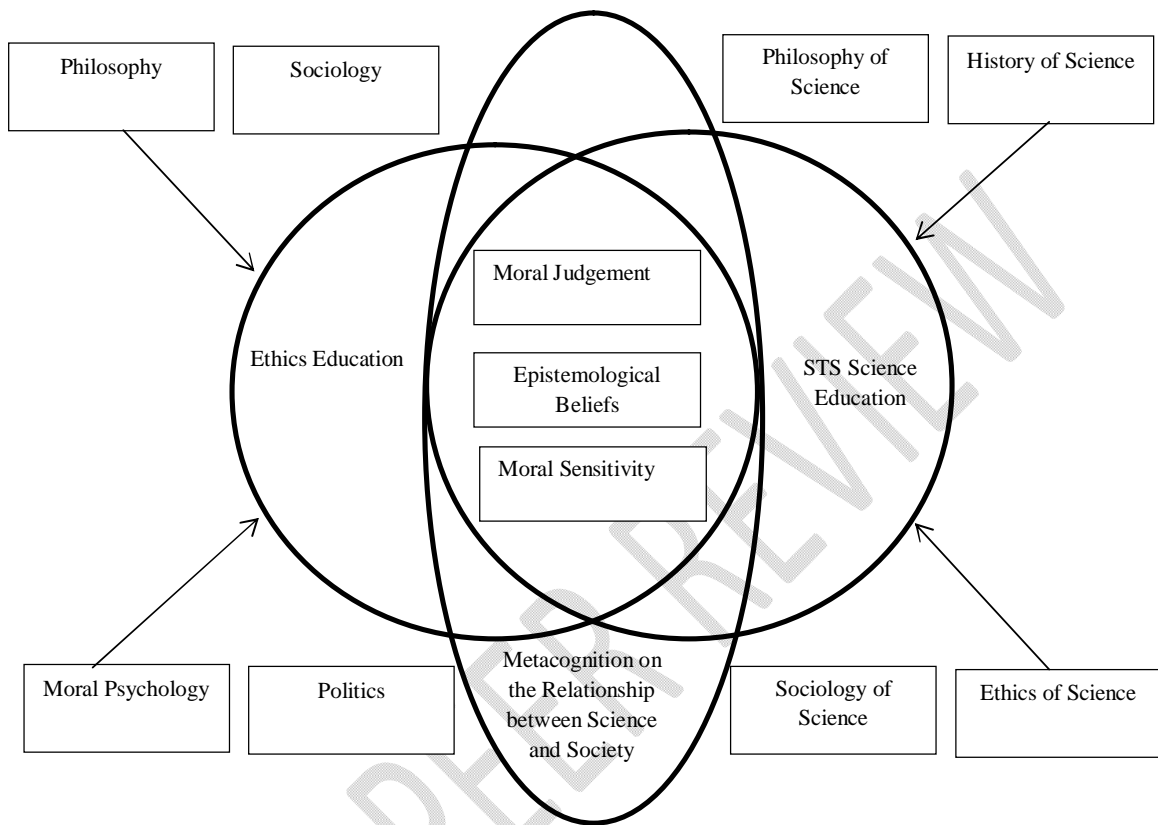 Philosophy
Sociology
Philosophy of
Science
History of Science
Moral Judgement
Ethics Education
Epistemological
Beliefs
STS Science
Education
Moral Sensitivity
Metacognition on
the Relationship
between Science
and Society
Moral Psychology
Politics
Sociology of
Science
Ethics of Science
PEER REVIEW